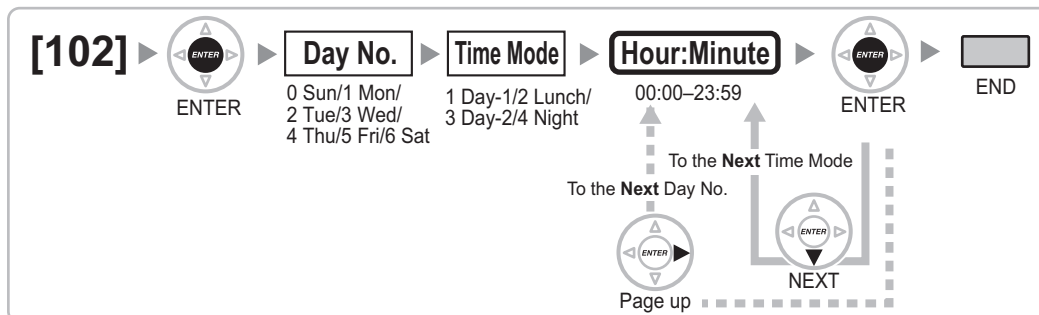 [102]
ENTER
ENTER
Day No.
0 Sun/1 Mon/
2 Tue/3 Wed/
4 Thu/5 Fri/6 Sat
Time Mode
1 Day-1/2 Lunch/
3 Day-2/4 Night
Hour:Minute
00:00–23:59
ENTER
ENTER
END
To the Next Time Mode
To the Next Day No.
ENTER
Page up
ENTER
NEXT